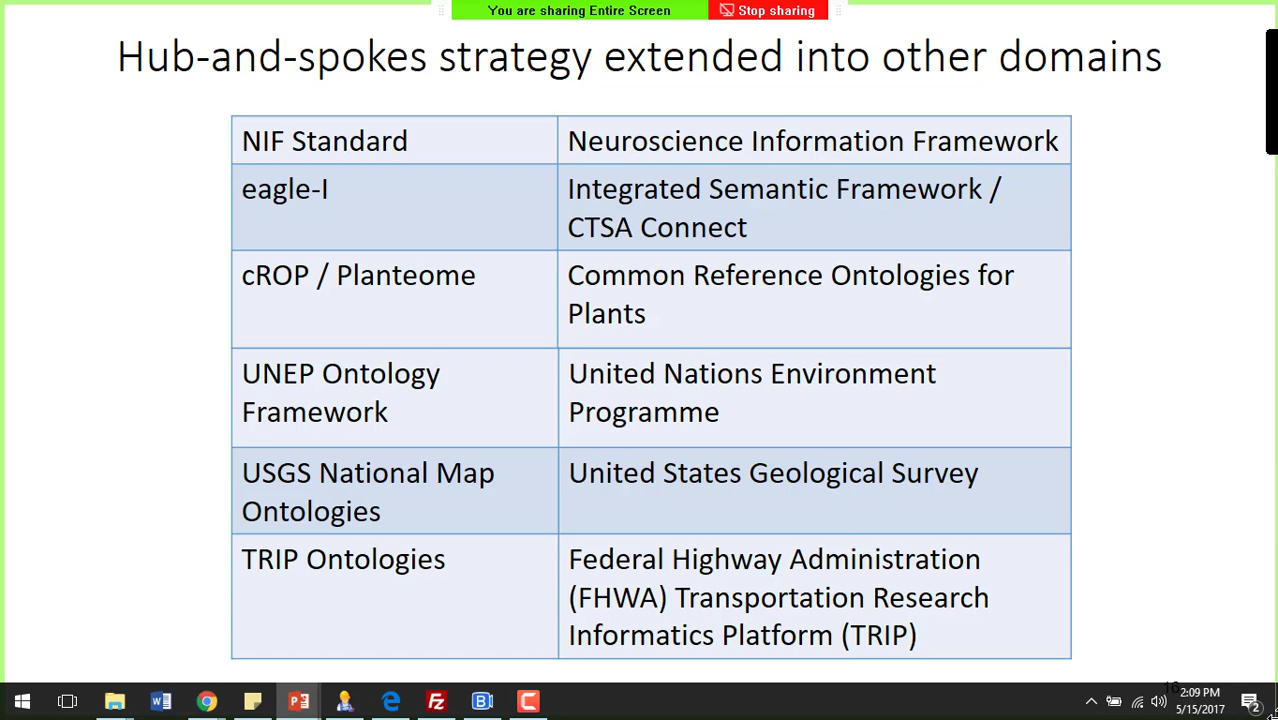 You are sharing Entire Screen Stop sharing
Hub-and-spokes strategy extended into other domains
NIF Standard
Neuroscience Information Framework
eagle-I
Integrated Semantic Framework /
CTSA Connect
cROP / Planteome
Common Reference Ontologies for
Plants
UNEP Ontology
Framework
United Nations Environment
Programme
USGS National Map
Ontologies
United States Geological Survey
TRIP Ontologies
Federal Highway Administration
(FHWA) Transportation Research
Informatics Platform (TRIP)
16
2:09 PM
5/15/2017
2